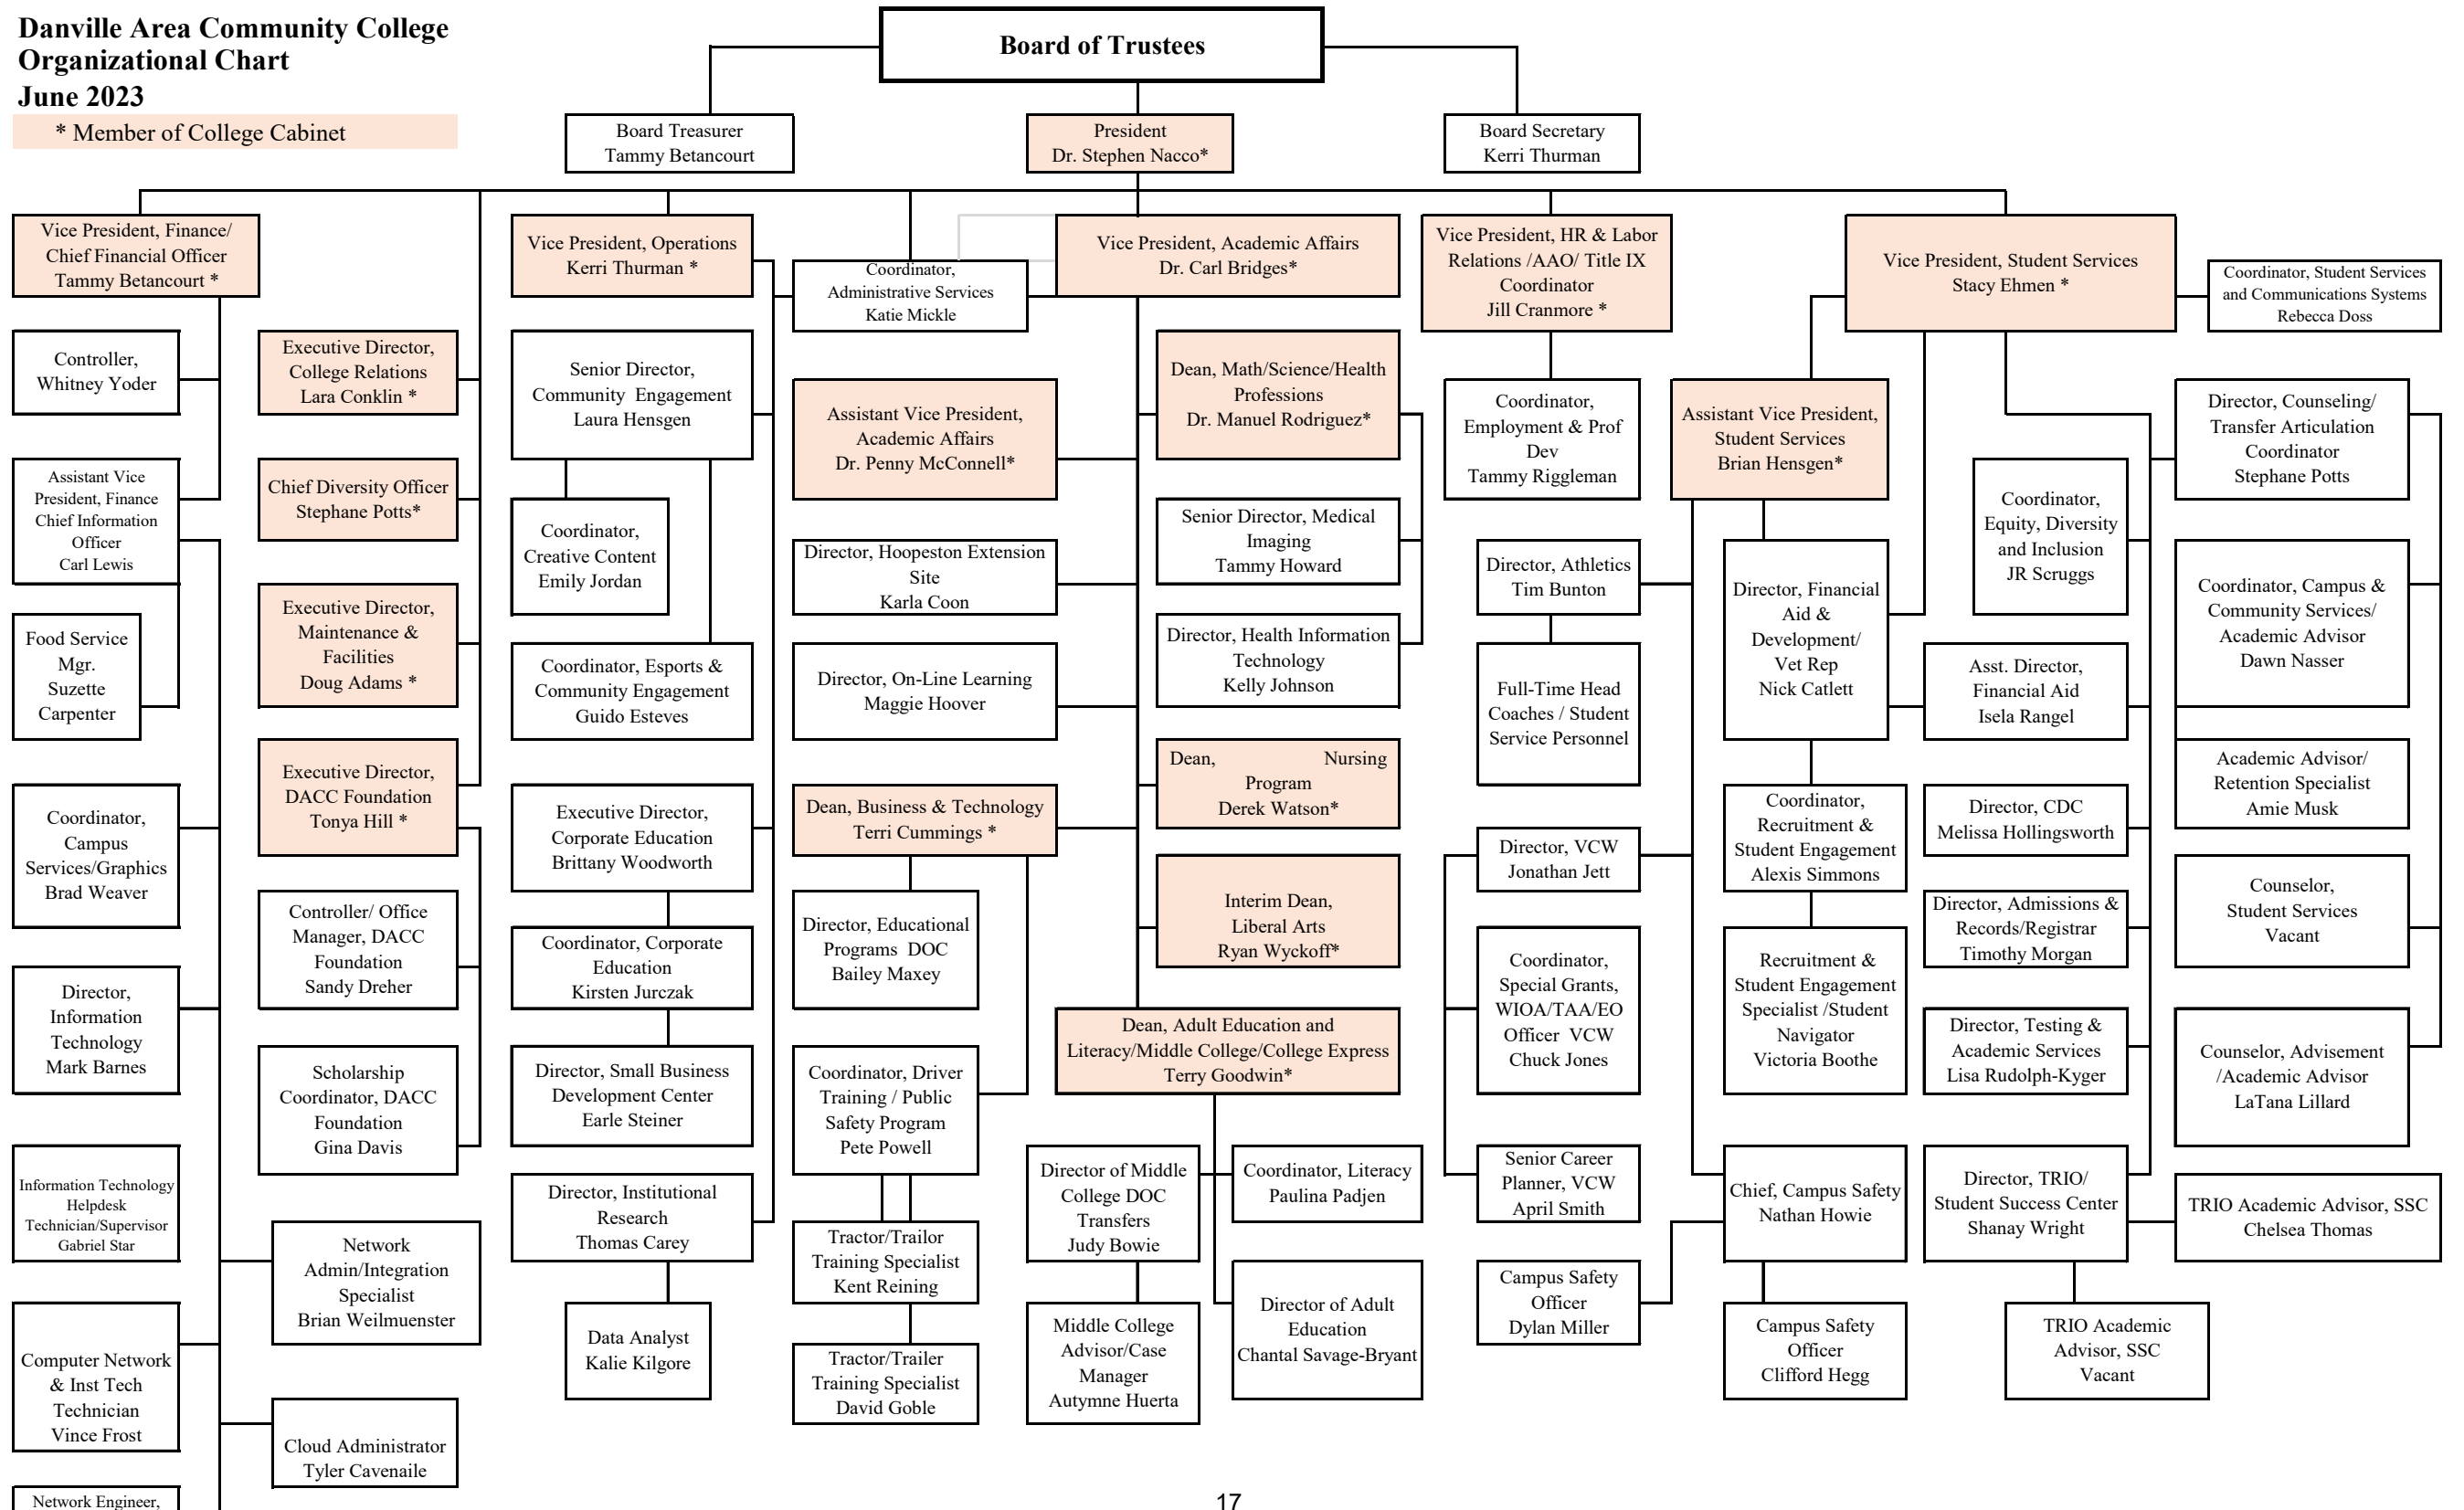 Danville Area Community College
Organizational Chart
June 2023
* Member of College Cabinet
Board of Trustees
Board Treasurer
Tammy Betancourt
President
Dr. Stephen Nacco*
Board Secretary
Kerri Thurman
Vice President, Finance/
Chief Financial Officer
Tammy Betancourt *
Vice President, Operations
Kerri Thurman *
Coordinator,
Administrative Services
Katie Mickle
Vice President, Academic Affairs
Dr. Carl Bridges*
Vice President, HR & Labor
Relations /AAO/ Title IX
Coordinator
Jill Cranmore *
Vice President, Student Services
Stacy Ehmen *
Coordinator, Student Services
and Communications Systems
Rebecca Doss
Controller,
Whitney Yoder
Assistant Vice
President, Finance
Chief Information
Officer
Carl Lewis
Food Service
Mgr.
Suzette
Carpenter
Coordinator,
Campus
Services/Graphics
Brad Weaver
Director,
Information
Technology
Mark Barnes
Information Technology
Helpdesk
Technician/Supervisor
Gabriel Star
Computer Network
& Inst Tech
Technician
Vince Frost
Network Engineer,
Executive Director,
College Relations
Lara Conklin *
Chief Diversity Officer
Stephane Potts*
Executive Director,
Maintenance &
Facilities
Doug Adams *
Executive Director,
DACC Foundation
Tonya Hill *
Controller/ Office
Manager, DACC
Foundation
Sandy Dreher
Scholarship
Coordinator, DACC
Foundation
Gina Davis
Network
Admin/Integration
Specialist
Brian Weilmuenster
Cloud Administrator
Tyler Cavenaile
Senior Director,
Community  Engagement
Laura Hensgen
Coordinator,
Creative Content
Emily Jordan
Coordinator, Esports &
Community Engagement
Guido Esteves
Executive Director,
Corporate Education
Brittany Woodworth
Coordinator, Corporate
Education
Kirsten Jurczak
Director, Small Business
Development Center
Earle Steiner
Director, Institutional
Research
Thomas Carey
Data Analyst
Kalie Kilgore
Assistant Vice President,
Academic Affairs
Dr. Penny McConnell*
Director, Hoopeston Extension
Site
Karla Coon
Director, On-Line Learning
Maggie Hoover
Dean, Business & Technology
Terri Cummings *
Director, Educational
Programs  DOC
Bailey Maxey
Coordinator, Driver
Training / Public
Safety Program
Pete Powell
Tractor/Trailor
Training Specialist
Kent Reining
Tractor/Trailer
Training Specialist
David Goble
Dean, Math/Science/Health
Professions
Dr. Manuel Rodriguez*
Senior Director, Medical
Imaging
Tammy Howard
Director, Health Information
Technology
Kelly Johnson
Dean, Nursing
Program
Derek Watson*
Interim Dean,
Liberal Arts
Ryan Wyckoff*
Dean, Adult Education and
Literacy/Middle College/College Express
Terry Goodwin*
Director of Middle
College DOC
Transfers
Judy Bowie
Coordinator, Literacy
Paulina Padjen
Middle College
Advisor/Case
Manager
Autymne Huerta
Director of Adult
Education
Chantal Savage-Bryant
Coordinator,
Employment & Prof
Dev
Tammy Riggleman
Assistant Vice President,
Student Services
Brian Hensgen*
Director, Athletics
Tim Bunton
Full-Time Head
Coaches / Student
Service Personnel
Director, VCW
Jonathan Jett
Coordinator,
Special Grants,
WIOA/TAA/EO
Officer  VCW
Chuck Jones
Senior Career
Planner, VCW
April Smith
Campus Safety
Officer
Dylan Miller
Director, Financial
Aid &
Development/
Vet Rep
Nick Catlett
Coordinator,
Recruitment &
Student Engagement
Alexis Simmons
Recruitment &
Student Engagement
Specialist /Student
Navigator
Victoria Boothe
Chief, Campus Safety
Nathan Howie
Campus Safety
Officer
Clifford Hegg
Coordinator,
Equity, Diversity
and Inclusion
JR Scruggs
Asst. Director,
Financial Aid
Isela Rangel
Director, CDC
Melissa Hollingsworth
Director, Admissions &
Records/Registrar
Timothy Morgan
Director, Testing &
Academic Services
Lisa Rudolph-Kyger
Director, TRIO/
Student Success Center
Shanay Wright
TRIO Academic
Advisor, SSC
Vacant
Director, Counseling/
Transfer Articulation
Coordinator
Stephane Potts
Coordinator, Campus &
Community Services/
Academic Advisor
Dawn Nasser
Academic Advisor/
Retention Specialist
Amie Musk
Counselor,
Student Services
Vacant
Counselor, Advisement
/Academic Advisor
LaTana Lillard
TRIO Academic Advisor, SSC
Chelsea Thomas
17